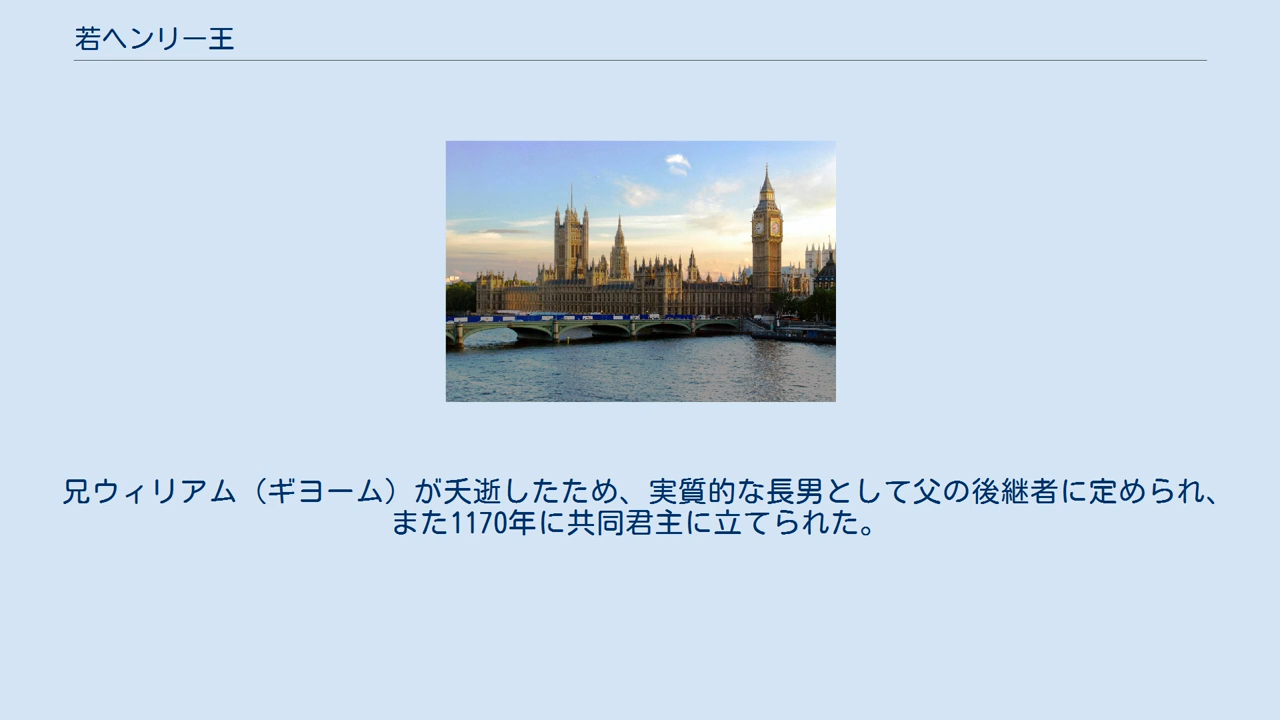 若ヘンリー王
兄ウィリアム（ギヨーム）が夭逝したため、実質的な長男として父の後継者に定められ、
また1170年に共同君主に立てられた。